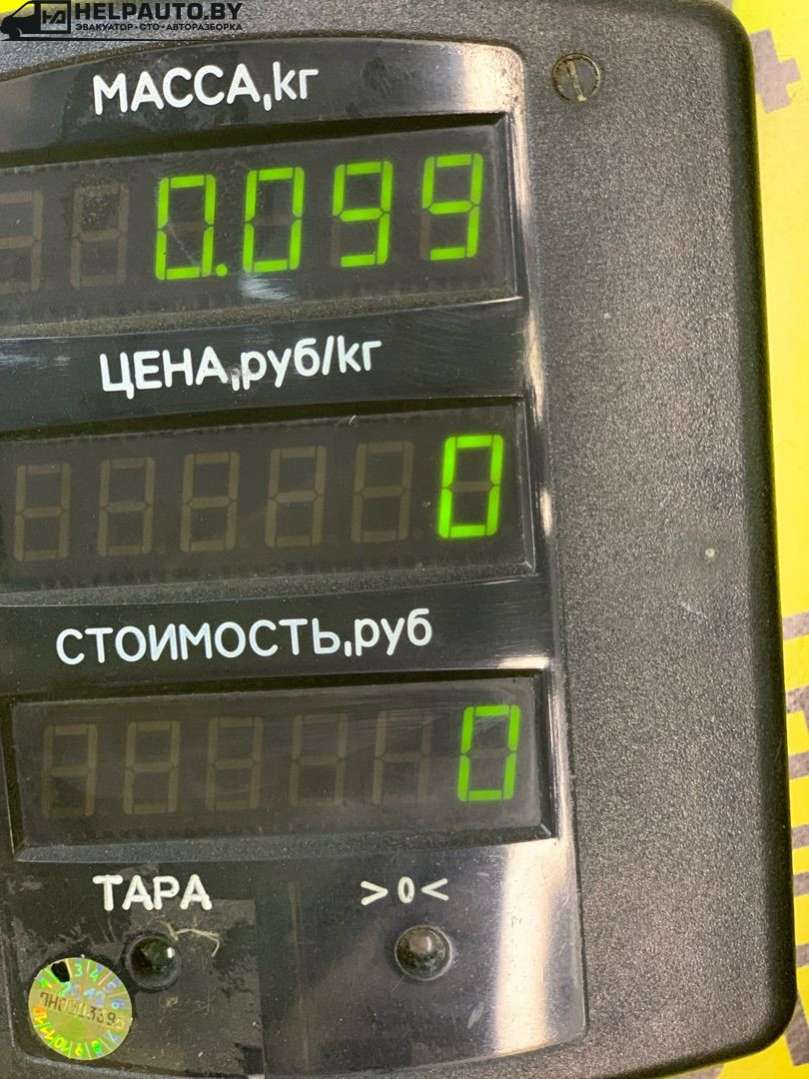 HELPAUTO.BY
ЭВАКУАТОР·СТО·АВТОРАЗБОРКА
МАССА,кг
0.099
ЦЕНА,руб/кг
0
СТОИМОСТЬ,руб
0
ТАРА >0<